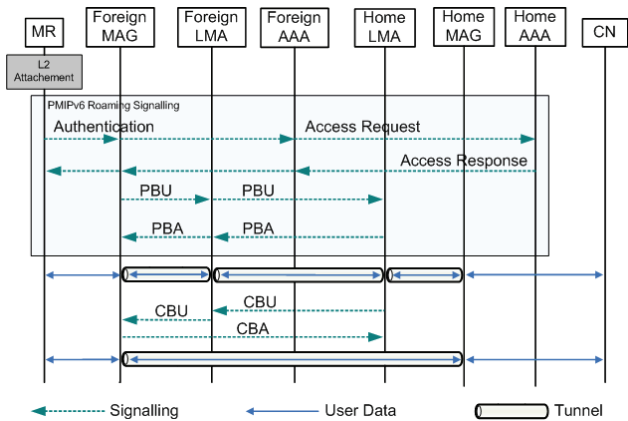 MR
Foreign
MAG
Foreign
LMA
Foreign
AAA
Home
LMA
Home
MAG
Home
AAA
CN
L2
Attachement
PMIPv6 Roaming Signalling
Authentication
Access Request
Access Response
PBU
PBU
PBA
PBA
CBU
CBU
CBA
Signalling
User Data
Tunnel